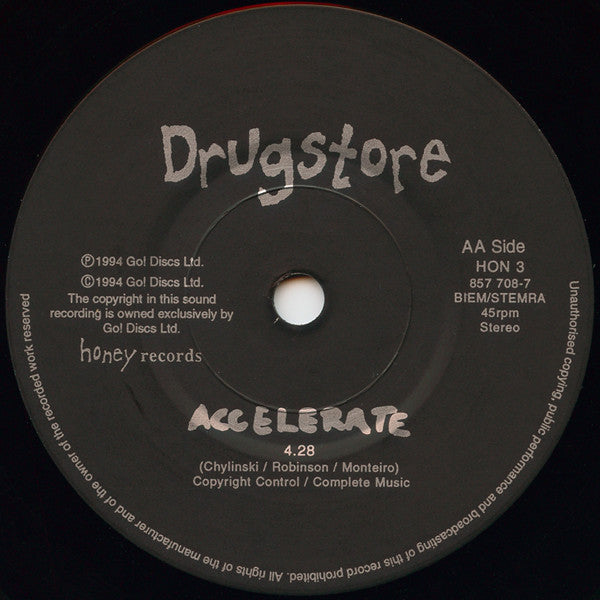 Drugstore
℗1994 Go! Discs Ltd.
©1994 Go! Discs Ltd.
The copyright in this sound
recording is owned exclusively by
Go! Discs Ltd.
honey records
AA Side
HON 3
857 708-7
BIEM/STEMRA
45rpm
Stereo
ACCELERATE
4.28
(Chylinski / Robinson / Monteiro)
Copyright Control / Complete Music
Unauthorised copying, public performance and broadcasting of this record prohibited. All rights of the manufacturer and of the owner of the recorded work reserved